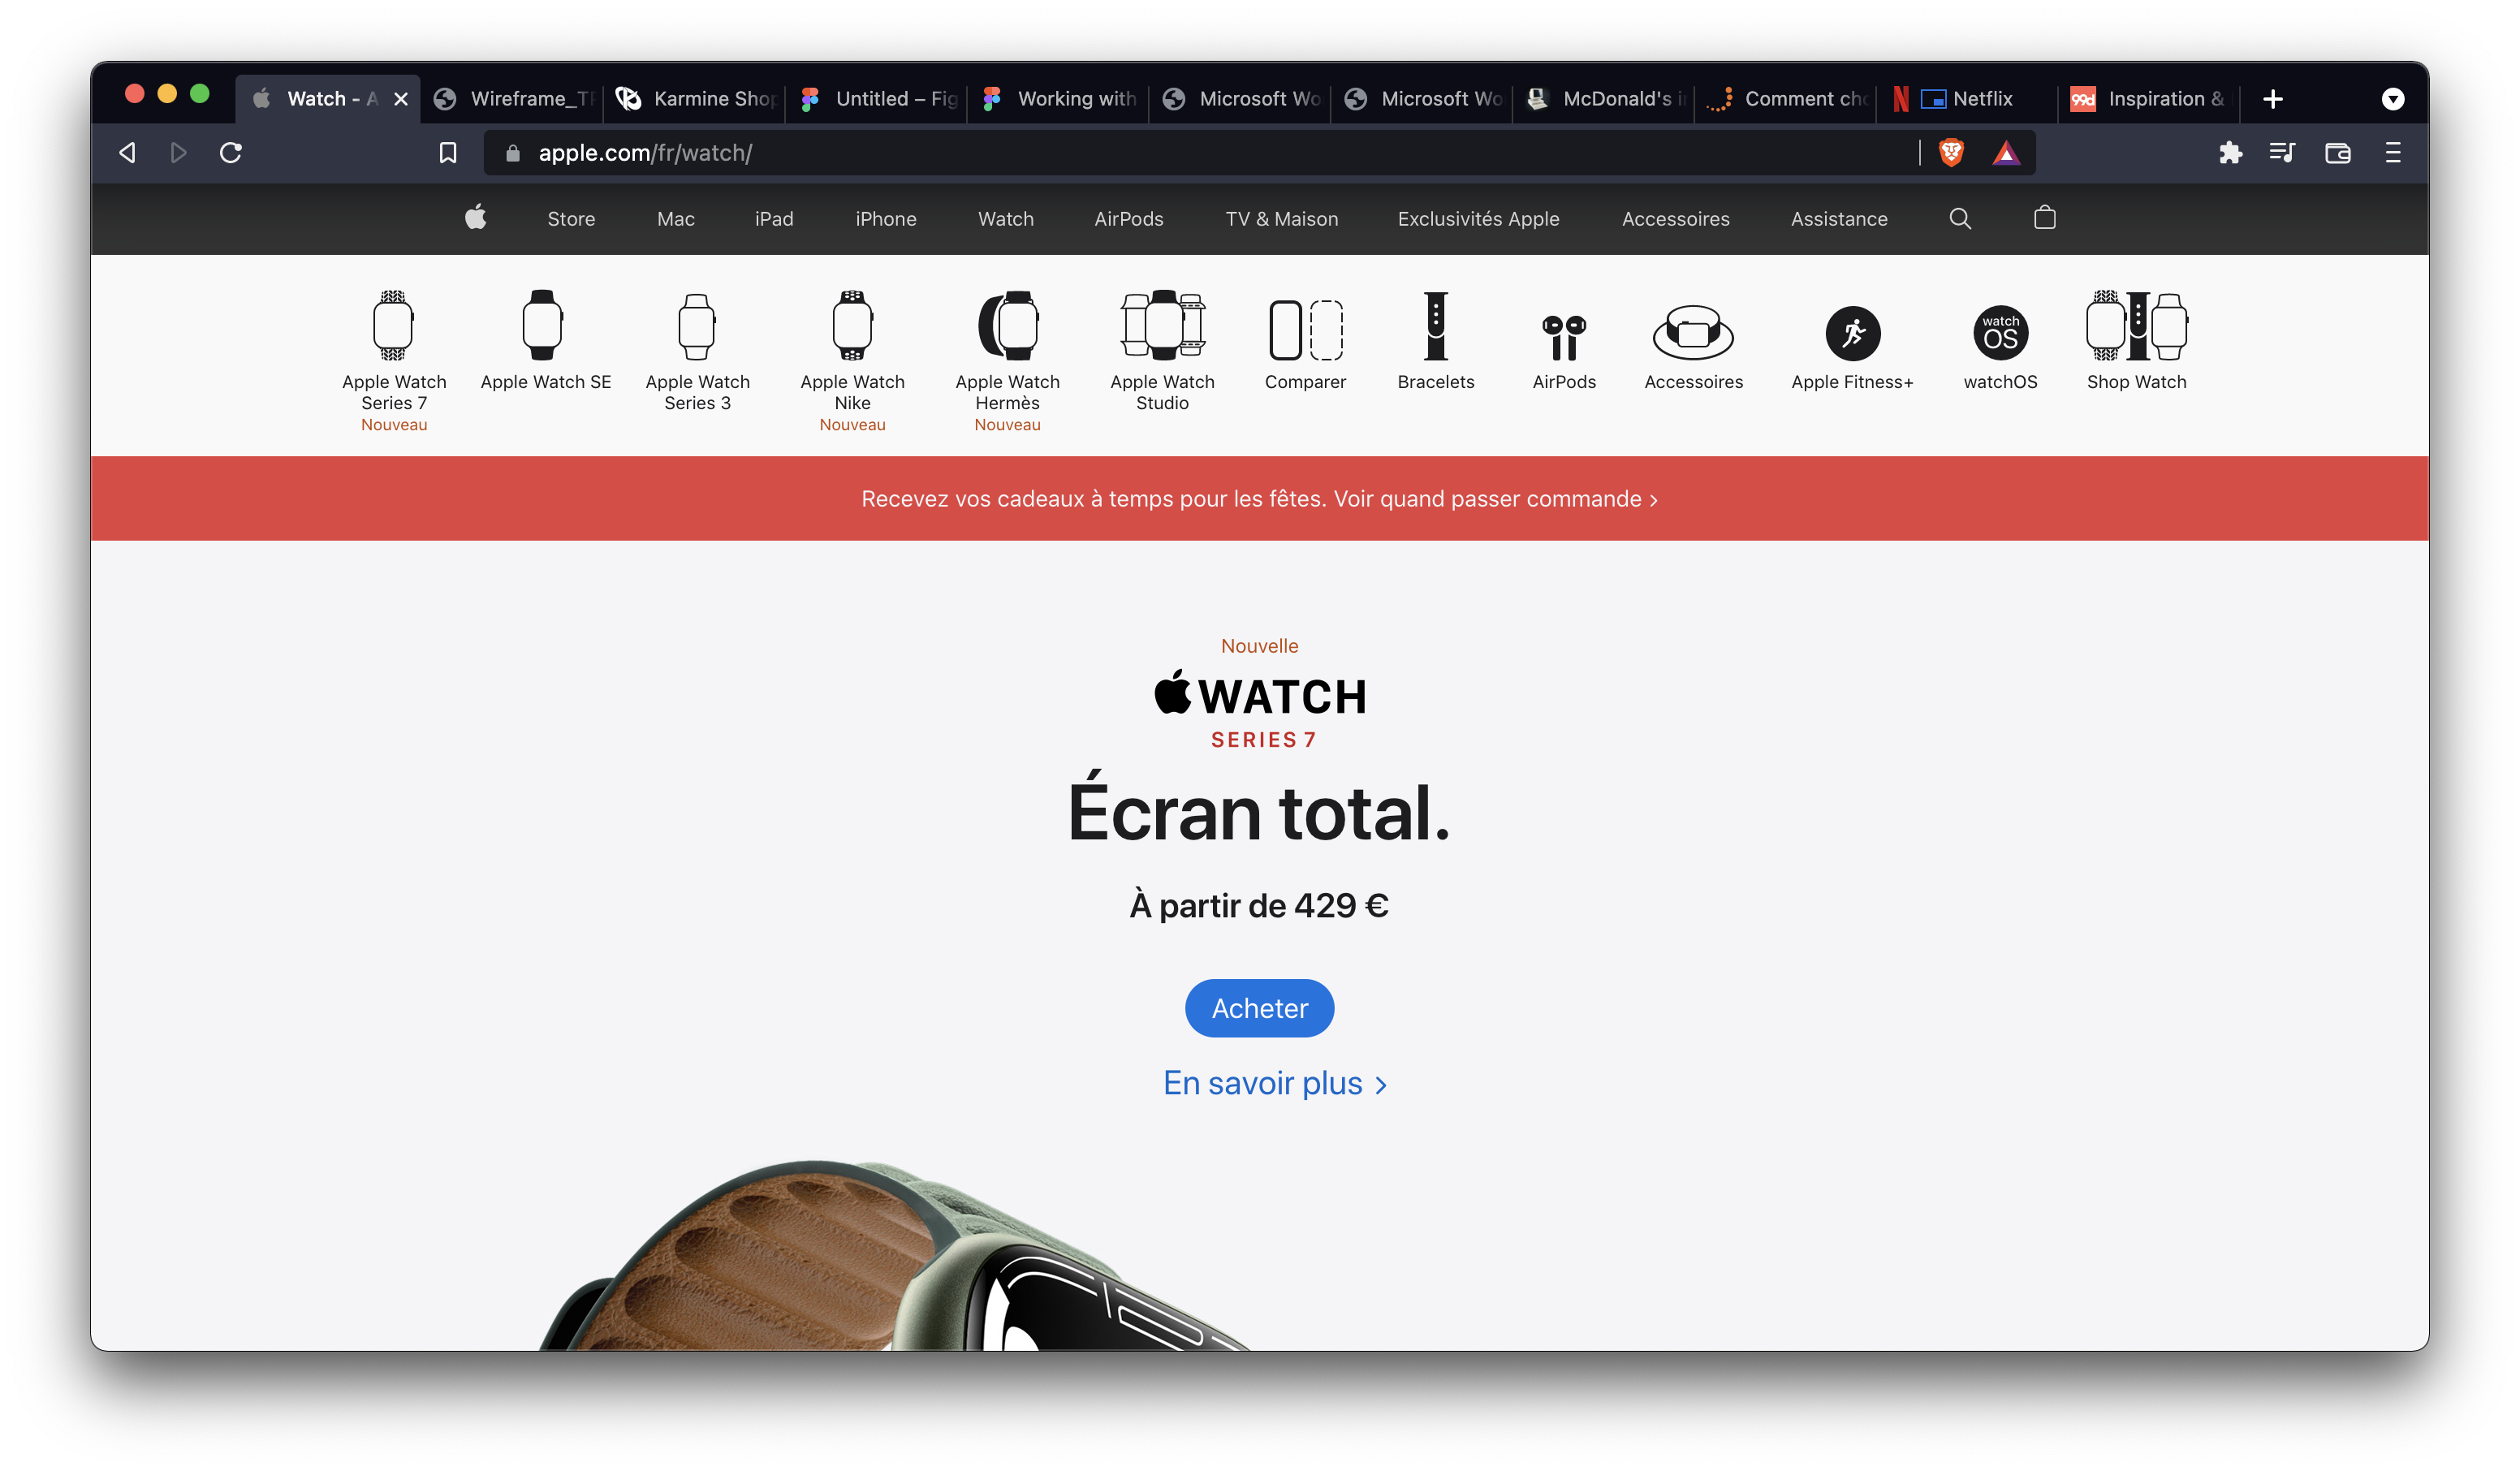 Watch - A
Wireframe_T
Karmine Shop
Untitled – Fig
Working with
Microsoft Wo
Microsoft Wo
McDonald's i
Comment cho
Netflix
99d
Inspiration &
apple.com/fr/watch/
Store
Mac
iPad
iPhone
Watch
AirPods
TV & Maison
Exclusivités Apple
Accessoires
Assistance
Apple Watch
Series 7
Nouveau
Apple Watch SE
Apple Watch
Series 3
Apple Watch
Nike
Nouveau
Apple Watch
Hermès
Nouveau
Apple Watch
Studio
Comparer
Bracelets
AirPods
Accessoires
Apple Fitness+
watch
OS
watchOS
Shop Watch
Recevez vos cadeaux à temps pour les fêtes. Voir quand passer commande >
Nouvelle
WATCH
SERIES 7
Écran total.
À partir de 429 €
Acheter
En savoir plus >